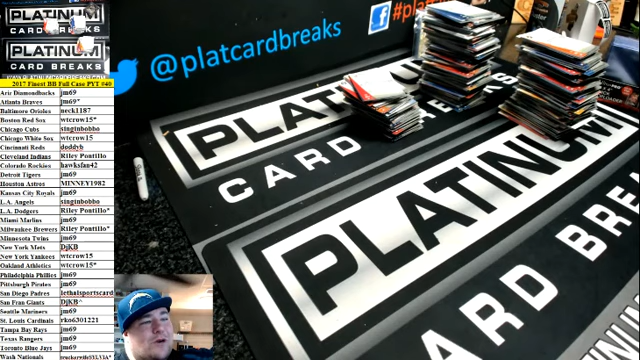 PLATINUM
CARD BREAKS
PLATINUM
CARD BREAKS
2017 Finest BB Full Case PYT #40
Ariz Diamondbacks jm69
Atlanta Braves jm69*
Baltimore Orioles neck1187
Boston Red Sox wtcrow15*
Chicago Cubs singinbobbo
Chicago White Sox wtcrow15
Cincinnati Reds doddyb
Cleveland Indians Riley Pontillo
Colorado Rockies hawksfan42
Detroit Tigers jm69
Houston Astros MINNEY1982
Kansas City Royals jm69
L.A. Angels singinbobbo
L.A. Dodgers Riley Pontillo*
Miami Marlins jm69
Milwaukee Brewers Riley Pontillo*
Minnesota Twins jm69
New York Mets DjKB
New York Yankees wtcrow15
Oakland Athletics wtcrow15*
Philadelphia Phillies jm69
Pittsburgh Pirates jm69
San Diego Padres lethalsportscard
San Fran Giants DjKB^
Seattle Mariners jm69
St. Louis Cardinals rko6301221
Tampa Bay Rays jm69
Texas Rangers jm69
Toronto Blue Jays jm69
Wash Nationals
@platcardbreaks
f
CARD BREAKS
PLATINUM